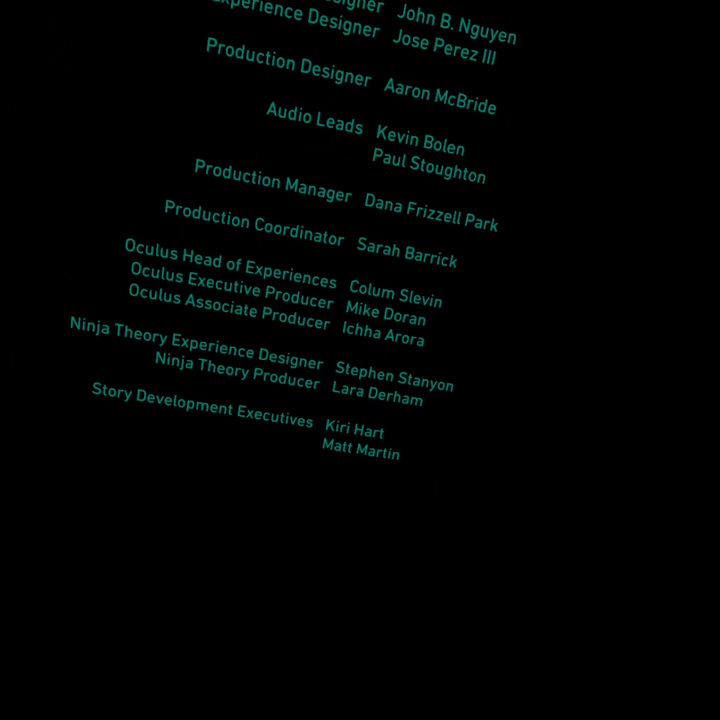 John B. Nguyen
Experience Designer Jose Perez III
Production Designer Aaron McBride
Audio Leads Kevin Bolen
Paul Stoughton
Production Manager Dana Frizzell Park
Production Coordinator Sarah Barrick
Oculus Head of Experiences Colum Slevin
Oculus Executive Producer Mike Doran
Oculus Associate Producer Ichha Arora
Ninja Theory Experience Designer Stephen Stanyon
Ninja Theory Producer Lara Derham
Story Development Executives Kiri Hart
Matt Martin